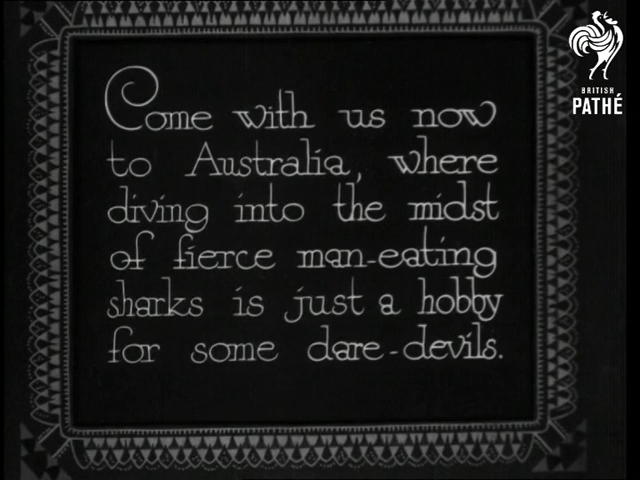 Come with us now
to Australia, where
diving into the midst
of fierce man-eating
sharks is just a hobby
for some dare-devils.
BRITISH
PATHÉ